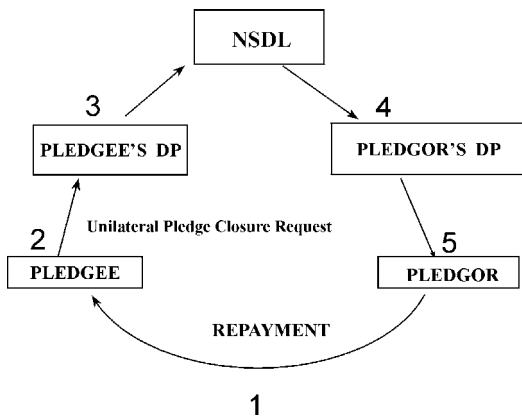 NSDL
3
4
PLEDGEE'S DP
PLEDGOR'S DP
2
Unilateral Pledge Closure Request
5
PLEDGEE
PLEDGOR
REPAYMENT
1